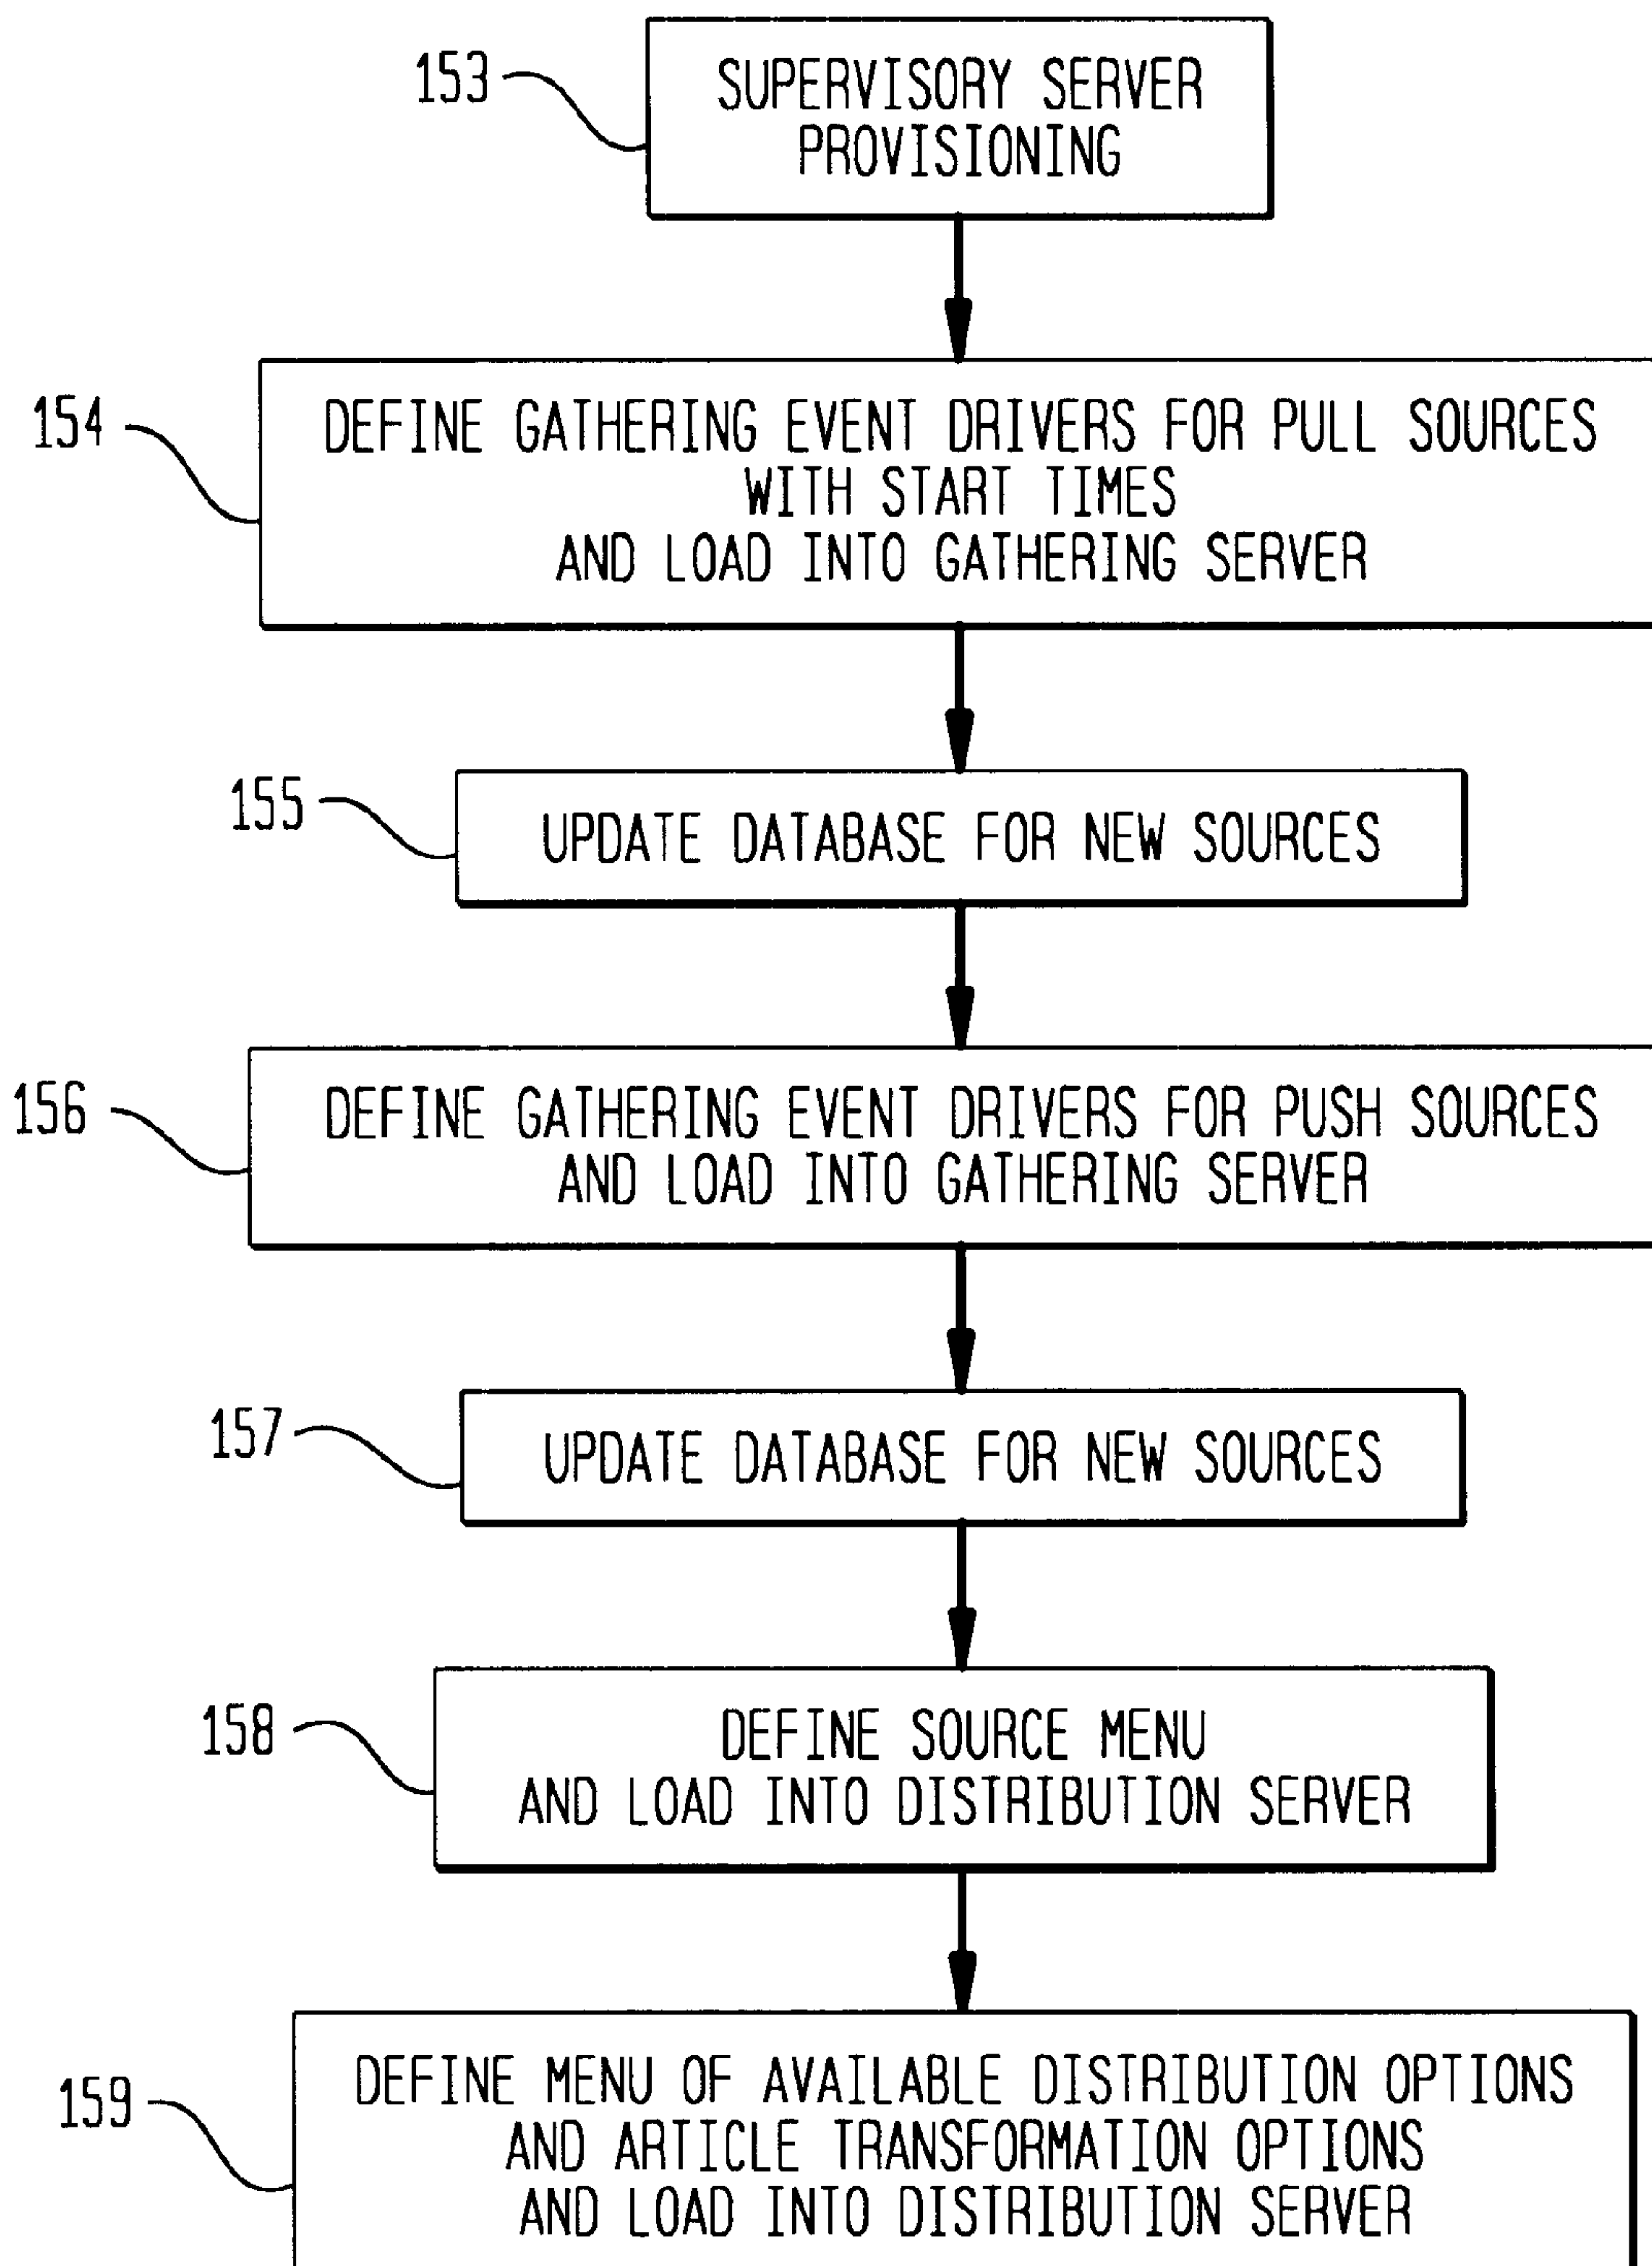 153
SUPERVISORY SERVER
PROVISIONING
154
DEFINE GATHERING EVENT DRIVERS FOR PULL SOURCES
WITH START TIMES
AND LOAD INTO GATHERING SERVER
155
UPDATE DATABASE FOR NEW SOURCES
156
DEFINE GATHERING EVENT DRIVERS FOR PUSH SOURCES
AND LOAD INTO GATHERING SERVER
157
UPDATE DATABASE FOR NEW SOURCES
158
DEFINE SOURCE MENU
AND LOAD INTO DISTRIBUTION SERVER
159
DEFINE MENU OF AVAILABLE DISTRIBUTION OPTIONS
AND ARTICLE TRANSFORMATION OPTIONS
AND LOAD INTO DISTRIBUTION SERVER